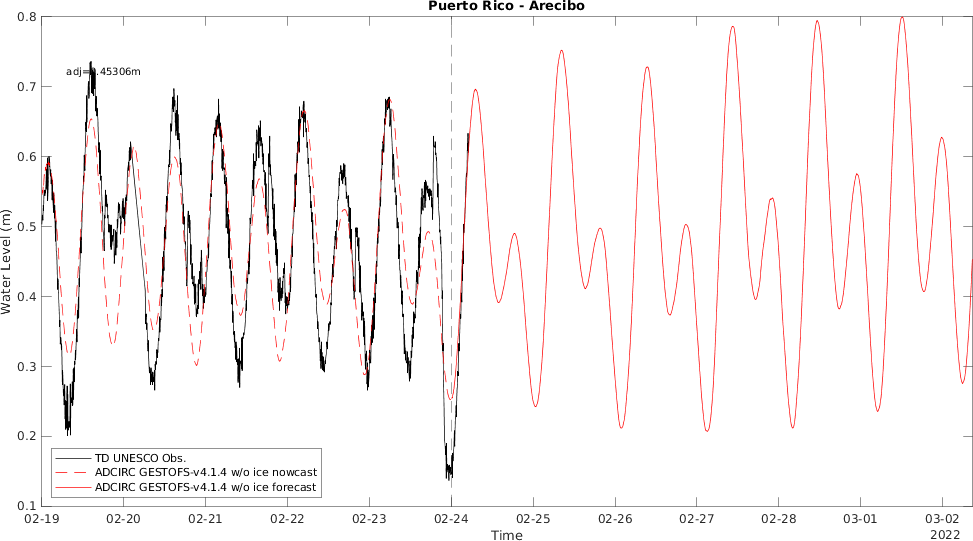 Puerto Rico - Arecibo
0.8
0.7
0.6
0.5
0.4
0.3
0.2
0.1
Water Level (m)
TD UNESCO Obs.
ADCIRC GESTOFS-v4.1.4 w/o ice nowcast
ADCIRC GESTOFS-v4.1.4 w/o ice forecast
02-19 02-20 02-21 02-22 02-23 02-24 02-25 02-26 02-27 02-28 03-01 03-02
Time
2022